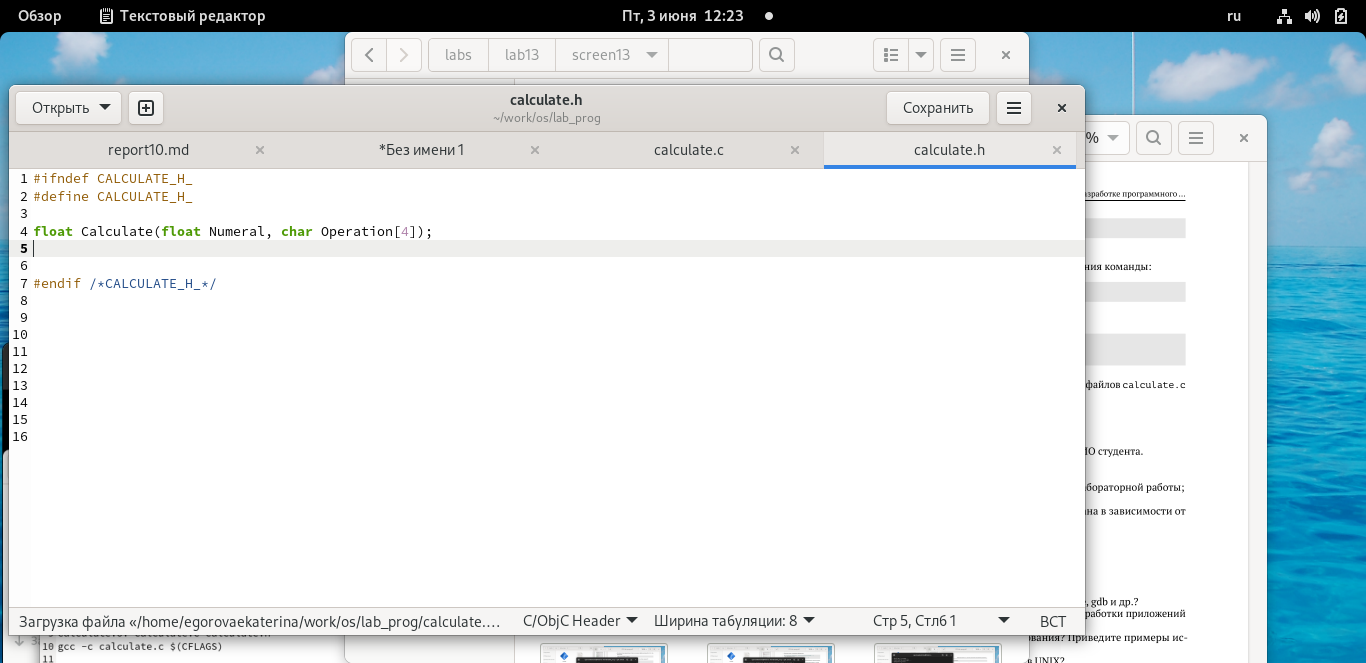 Обзор Текстовый редактор Пт, 3 июня 12:23 ru
labs lab13 screen13
Открыть calculate.h Сохранить
~/work/os/lab_prog
report10.md *Без имени 1 calculate.c calculate.h
1 #ifndef CALCULATE_H_
2 #define CALCULATE_H_
3
4 float Calculate(float Numeral, char Operation[4]);
5
6
7 #endif /*CALCULATE_H_*/
8
9
10
11
12
13
14
15
16
Загрузка файла «/home/egorovaekaterina/work/os/lab_prog/calculate.… C/ObjC Header Ширина табуляции: 8 Стр 5, Стлб 1 ВСТ
%
азработке программного ...
ния команды:
файлов calculate.c
ИО студента.
абораторной работы;
ана в зависимости от
, gdb и др.?
работки приложений
вания? Приведите примеры ис-
в UNIX?
10 gcc -c calculate.c $(CFLAGS)
11